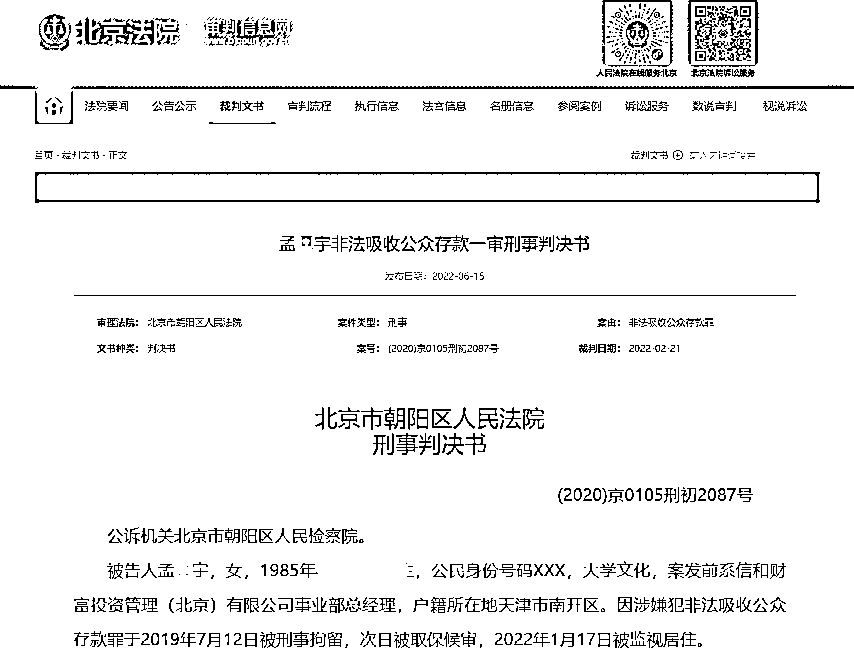 北京法院 审判信息网
人民法院在线服务北京 北京法院诉讼服务
法院要闻 公告公示 裁判文书 审判流程 执行信息 法官信息 名册信息 参阅案例 诉讼服务 数说审判 视说诉讼
首页 - 裁判文书 - 正文 裁判文书
孟 宇非法吸收公众存款一审刑事判决书
发布日期: 2022-06-15
审理法院: 北京市朝阳区人民法院 案件类型: 刑事 案由: 非法吸收公众存款罪
文书种类: 判决书 案号: (2020)京0105刑初2087号 裁判日期: 2022-02-21
北京市朝阳区人民法院
刑事判决书
(2020)京0105刑初2087号
公诉机关北京市朝阳区人民检察院。
被告人孟 宇，女，1985年 ，公民身份号码XXX，大学文化，案发前系信和财
富投资管理（北京）有限公司事业部总经理，户籍所在地天津市南开区。因涉嫌犯非法吸收公众
存款罪于2019年7月12日被刑事拘留，次日被取保候审，2022年1月17日被监视居住。